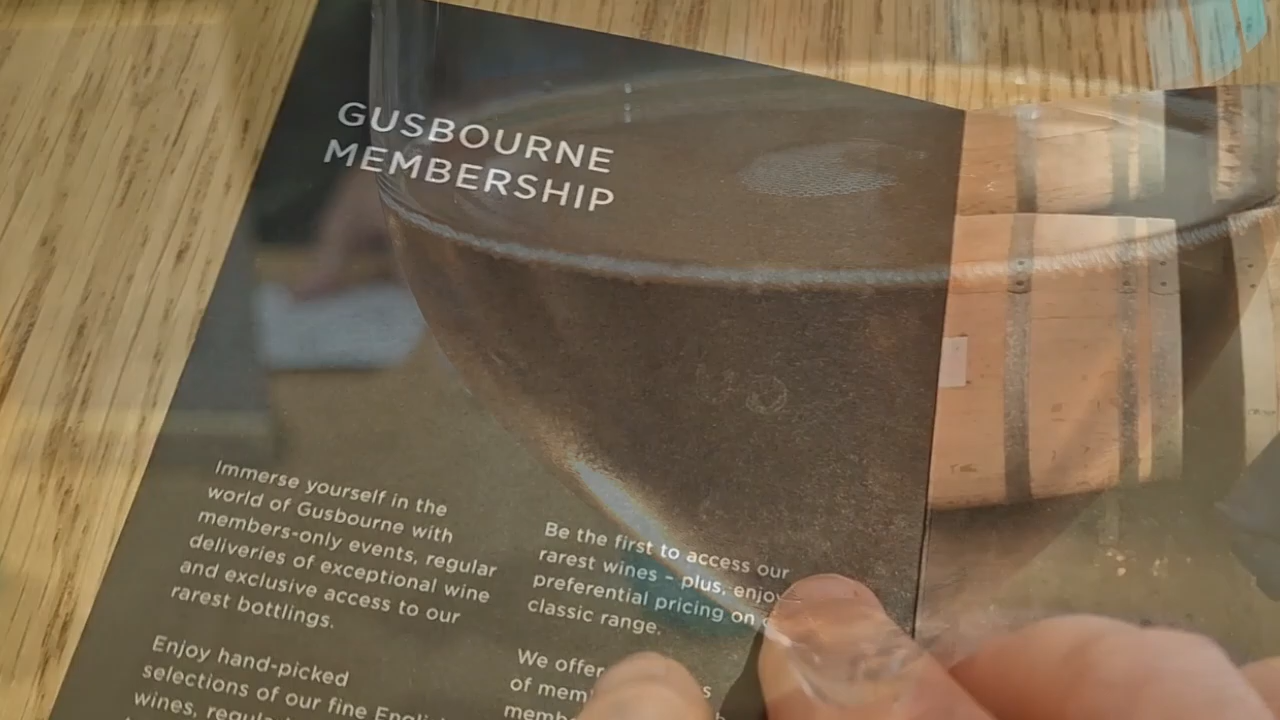 GUSBOURNE
MEMBERSHIP
Immerse yourself in the
world of Gusbourne with
members-only events, regular
deliveries of exceptional wine
and exclusive access to our
rarest bottlings.
Enjoy hand-picked
selections of our fine
wines,
Be the first to access our
rarest wines – plus, enjoy
preferential pricing on
classic range.
We offer
of